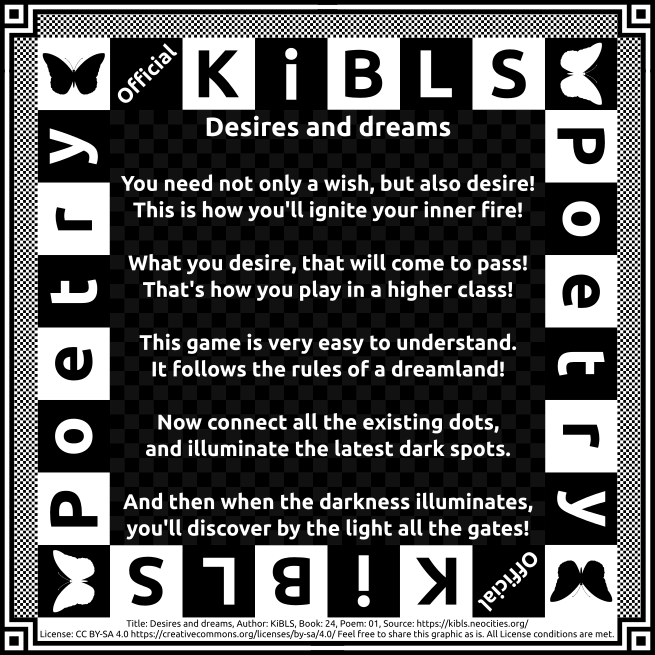 Official KiBLS
Poetry
Poetry
Desires and dreams
You need not only a wish, but also desire!
This is how you'll ignite your inner fire!
What you desire, that will come to pass!
That's how you play in a higher class!
This game is very easy to understand.
It follows the rules of a dreamland!
Now connect all the existing dots,
and illuminate the latest dark spots.
And then when the darkness illuminates,
you'll discover by the light all the gates!
Official KiBLS
Title: Desires and dreams, Author: KiBLS, Book: 24, Poem: 01, Source: https://kibls.neocities.org/
License: CC BY-SA 4.0 https://creativecommons.org/licenses/by-sa/4.0/ Feel free to share this graphic as is. All License conditions are met.